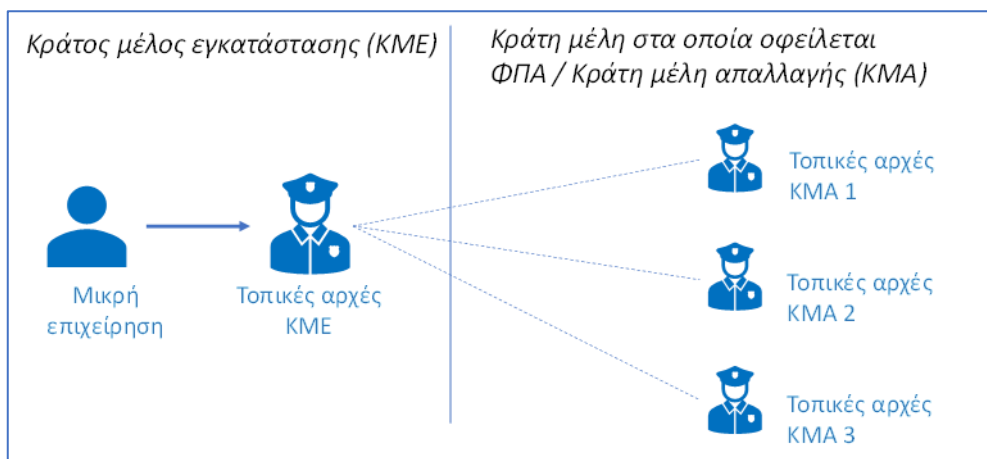 Κράτος μέλος εγκατάστασης (ΚΜΕ)
Κράτη μέλη στα οποία οφείλεται
ΦΠΑ / Κράτη μέλη απαλλαγής (ΚΜΑ)
Μικρή
επιχείρηση
Τοπικές αρχές
ΚΜΕ
Τοπικές αρχές
ΚΜΑ 1
Τοπικές αρχές
ΚΜΑ 2
Τοπικές αρχές
ΚΜΑ 3